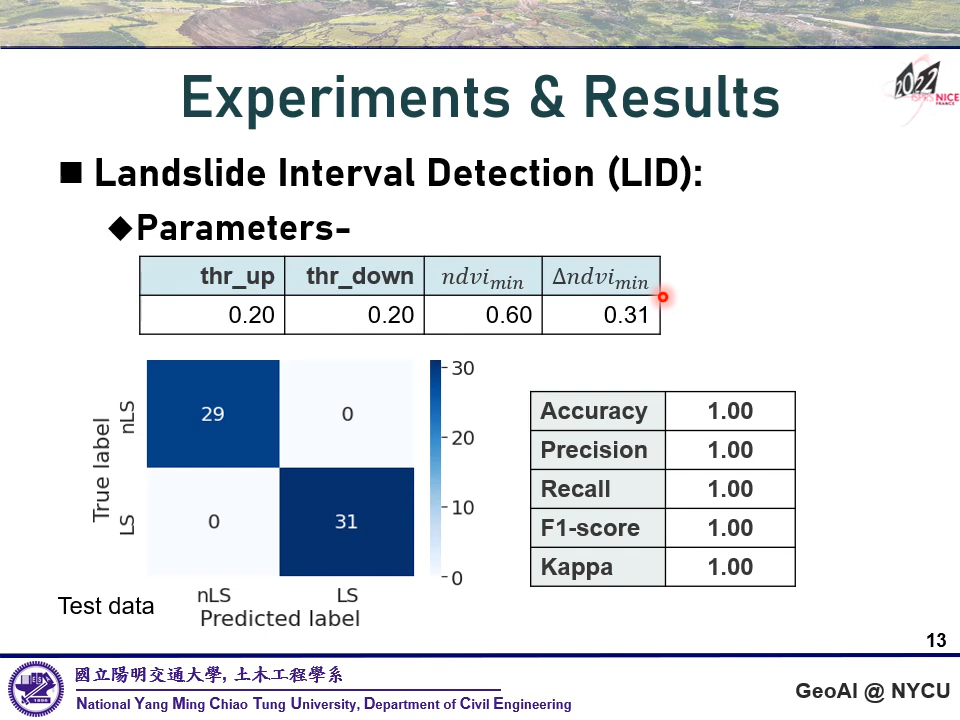 Experiments & Results
2022
ISPRS NICE
FRANCE
■ Landslide Interval Detection (LID):
◆Parameters-
thr_up thr_down ndvi_min Δndvi_min
0.20 0.20 0.60 0.31
29 0
0 31
True label
nLS
LS
nLS LS
Predicted label
30
20
10
0
Test data
Accuracy 1.00
Precision 1.00
Recall 1.00
F1-score 1.00
Kappa 1.00
13
國立陽明交通大學, 土木工程學系
National Yang Ming Chiao Tung University, Department of Civil Engineering
GeoAI @ NYCU